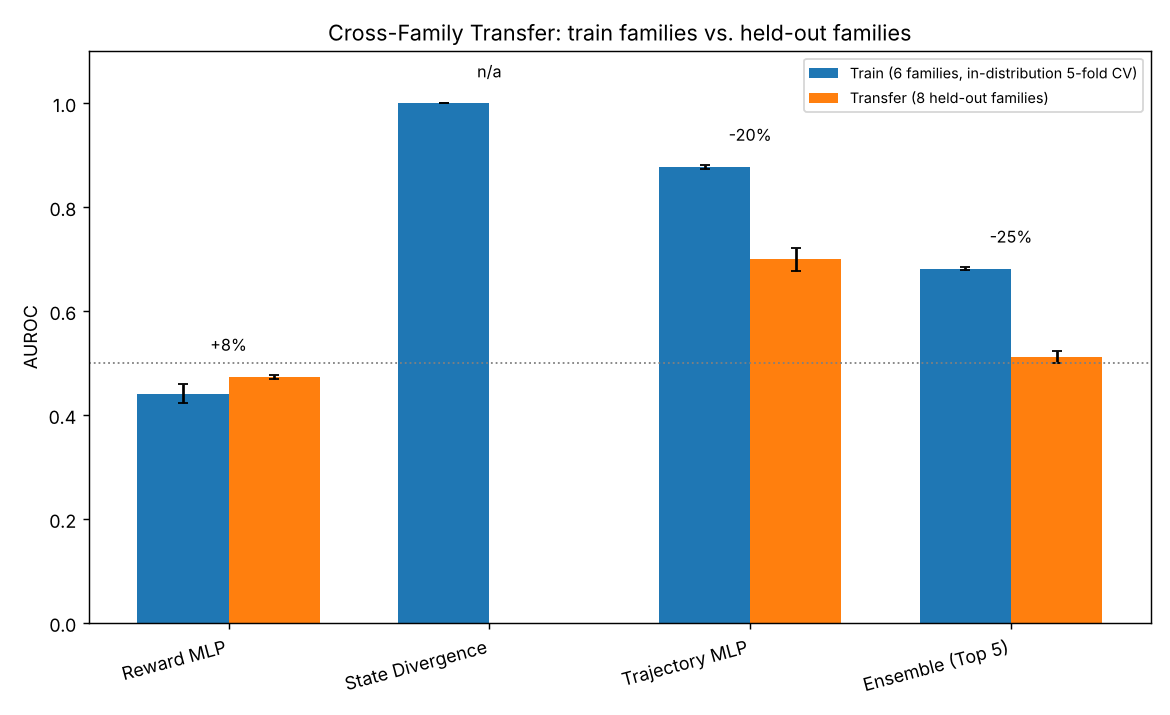 Cross-Family Transfer: train families vs. held-out families
n/a
Train (6 families, in-distribution 5-fold CV)
Transfer (8 held-out families)
-20%
-25%
+8%
AUROC
1.0
0.8
0.6
0.4
0.2
0.0
Reward MLP
State Divergence
Trajectory MLP
Ensemble (Top 5)